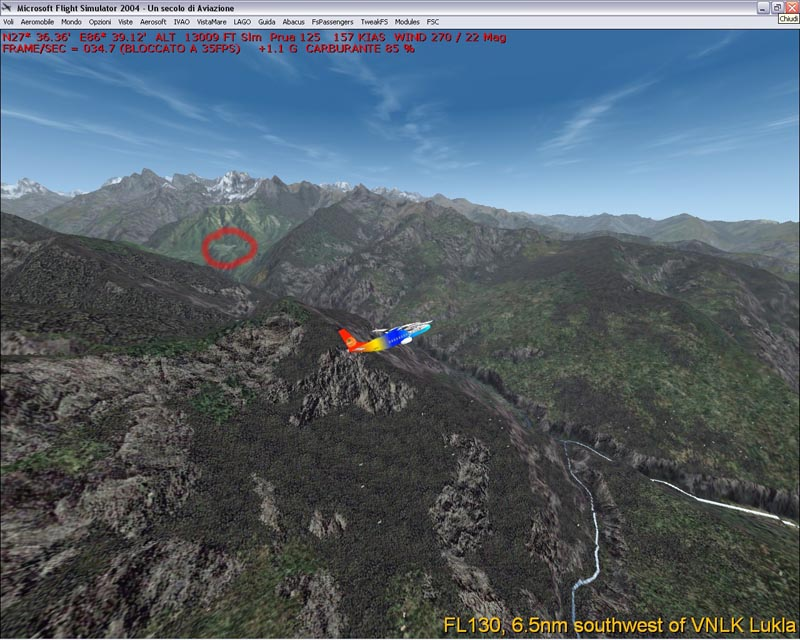 Microsoft Flight Simulator 2004 - Un secolo di Aviazione
Chiudi
Voli Aeromobile Mondo Opzioni Viste Aerosoft IVAO VistaMare LAGO Guida Abacus FsPassengers TweakFS Modules FSC
N27* 36.36' E86* 39.12' ALT 13009 FT Slm Prua 125 157 KIAS WIND 270 / 22 Mag
FRAME/SEC = 034.7 (BLOCCATO A 35FPS) +1.1 G CARBURANTE 85 %
FL130, 6.5nm southwest of VNLK Lukla